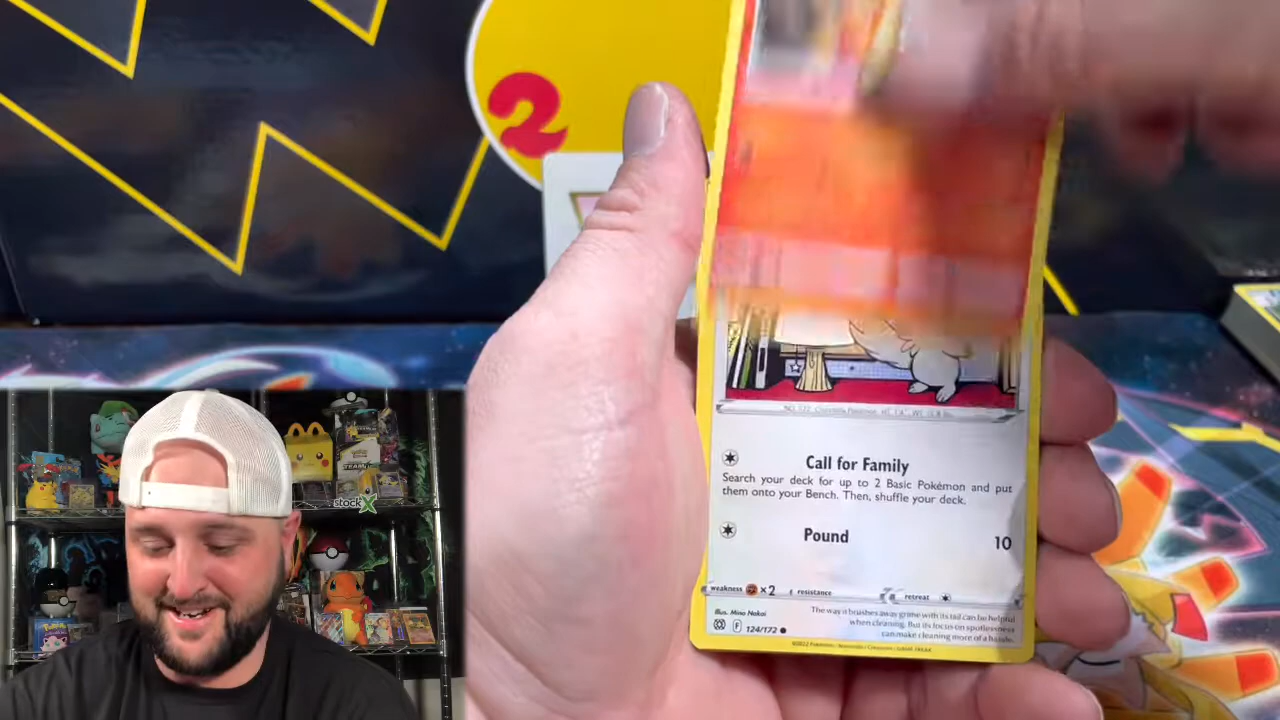 2
stockX
Call for Family
Search your deck for up to 2 Basic Pokémon and put
them onto your Bench. Then, shuffle your deck.
Pound 10
weakness ×2 resistance retreat
Illus. Mino Nakai
F 124/172
The way it brushes away grime with its tail can be helpful
when cleaning. But its focus on spotlessness
can make cleaning more of a hassle.